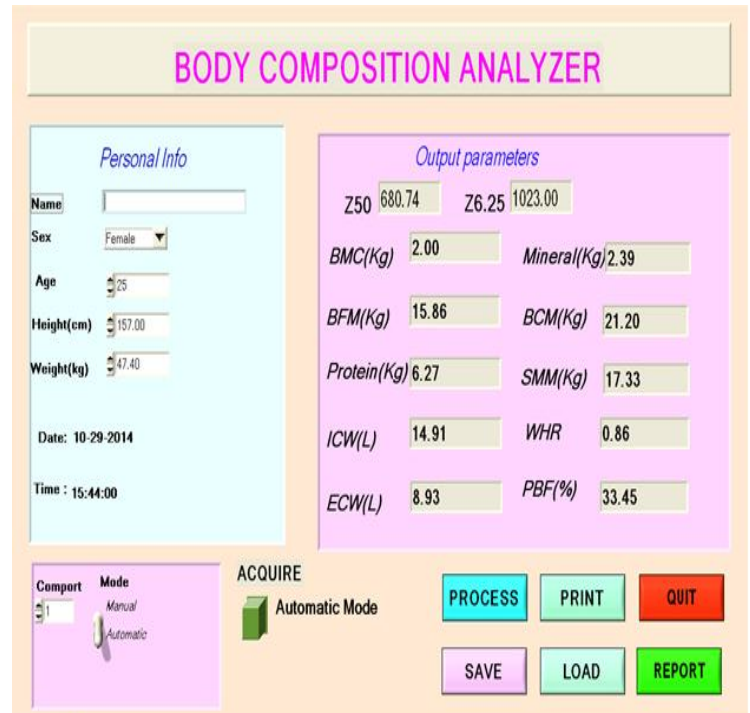 BODY COMPOSITION ANALYZER
Personal Info
Name
Sex Female
Age 25
Height(cm) 157.00
Weight(kg) 47.40
Date: 10-29-2014
Time : 15:44:00
Output parameters
Z50 680.74 Z6.25 1023.00
BMC(Kg) 2.00 Mineral(Kg) 2.39
BFM(Kg) 15.86 BCM(Kg) 21.20
Protein(Kg) 6.27 SMM(Kg) 17.33
ICW(L) 14.91 WHR 0.86
ECW(L) 8.93 PBF(%) 33.45
Comport Mode
1 Manual
Automatic
ACQUIRE
Automatic Mode
PROCESS PRINT QUIT
SAVE LOAD REPORT